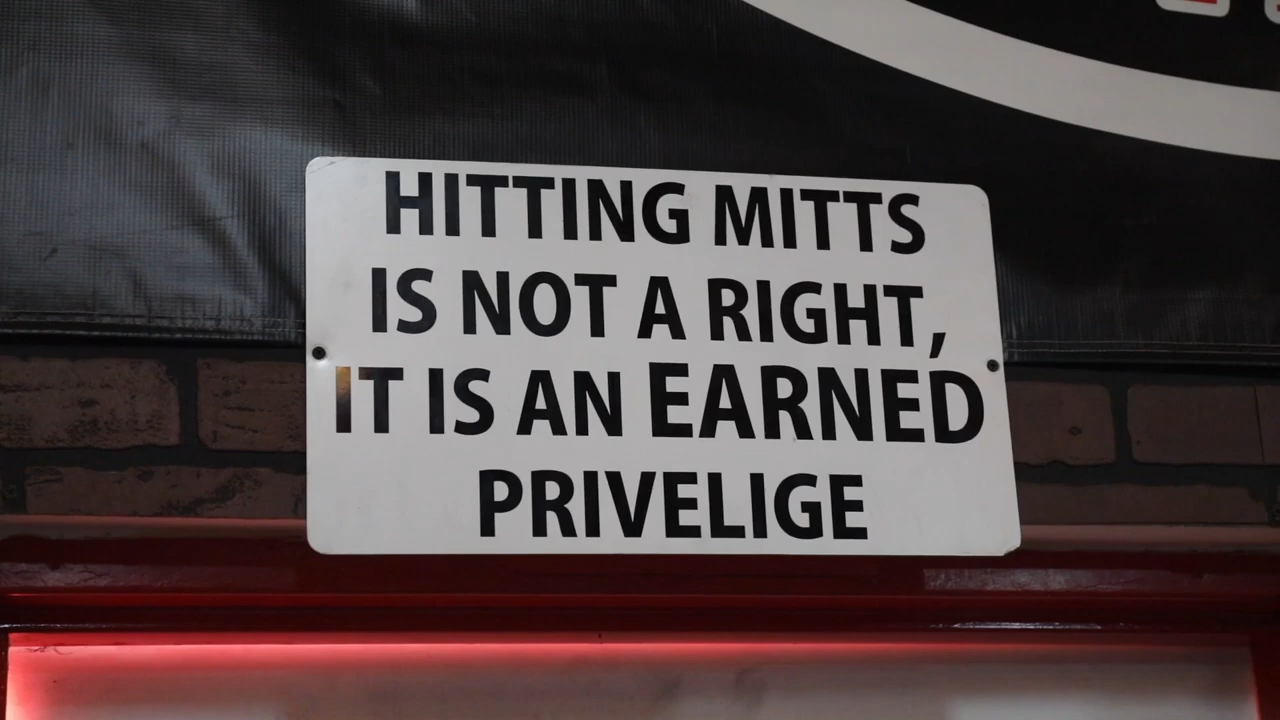 HITTING MITTS
IS NOT A RIGHT,
IT IS AN EARNED
PRIVELIGE